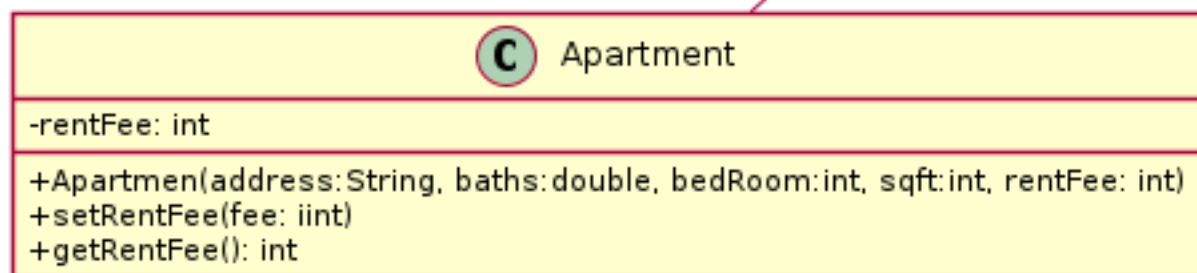 C Apartment
-rentFee: int
+Apartmen(address:String, baths:double, bedRoom:int, sqft:int, rentFee: int)
+setRentFee(fee: iint)
+getRentFee(): int